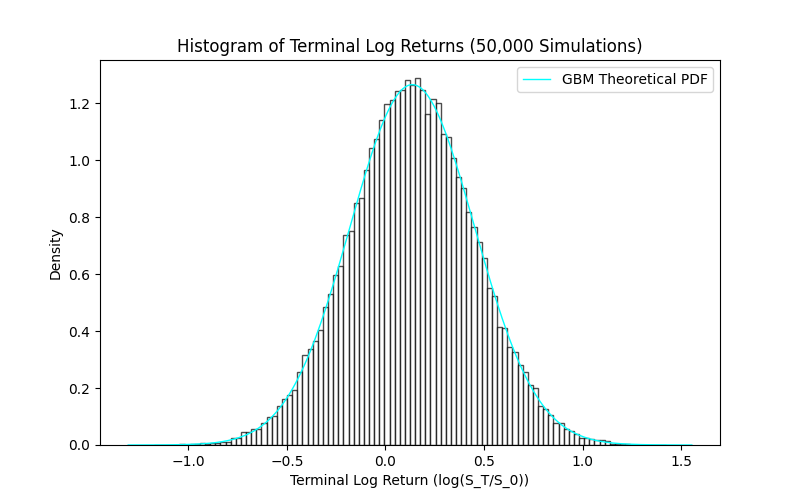 Histogram of Terminal Log Returns (50,000 Simulations)
GBM Theoretical PDF
1.2
1.0
0.8
0.6
0.4
0.2
0.0
Density
−1.0 −0.5 0.0 0.5 1.0 1.5
Terminal Log Return (log(S_T/S_0))